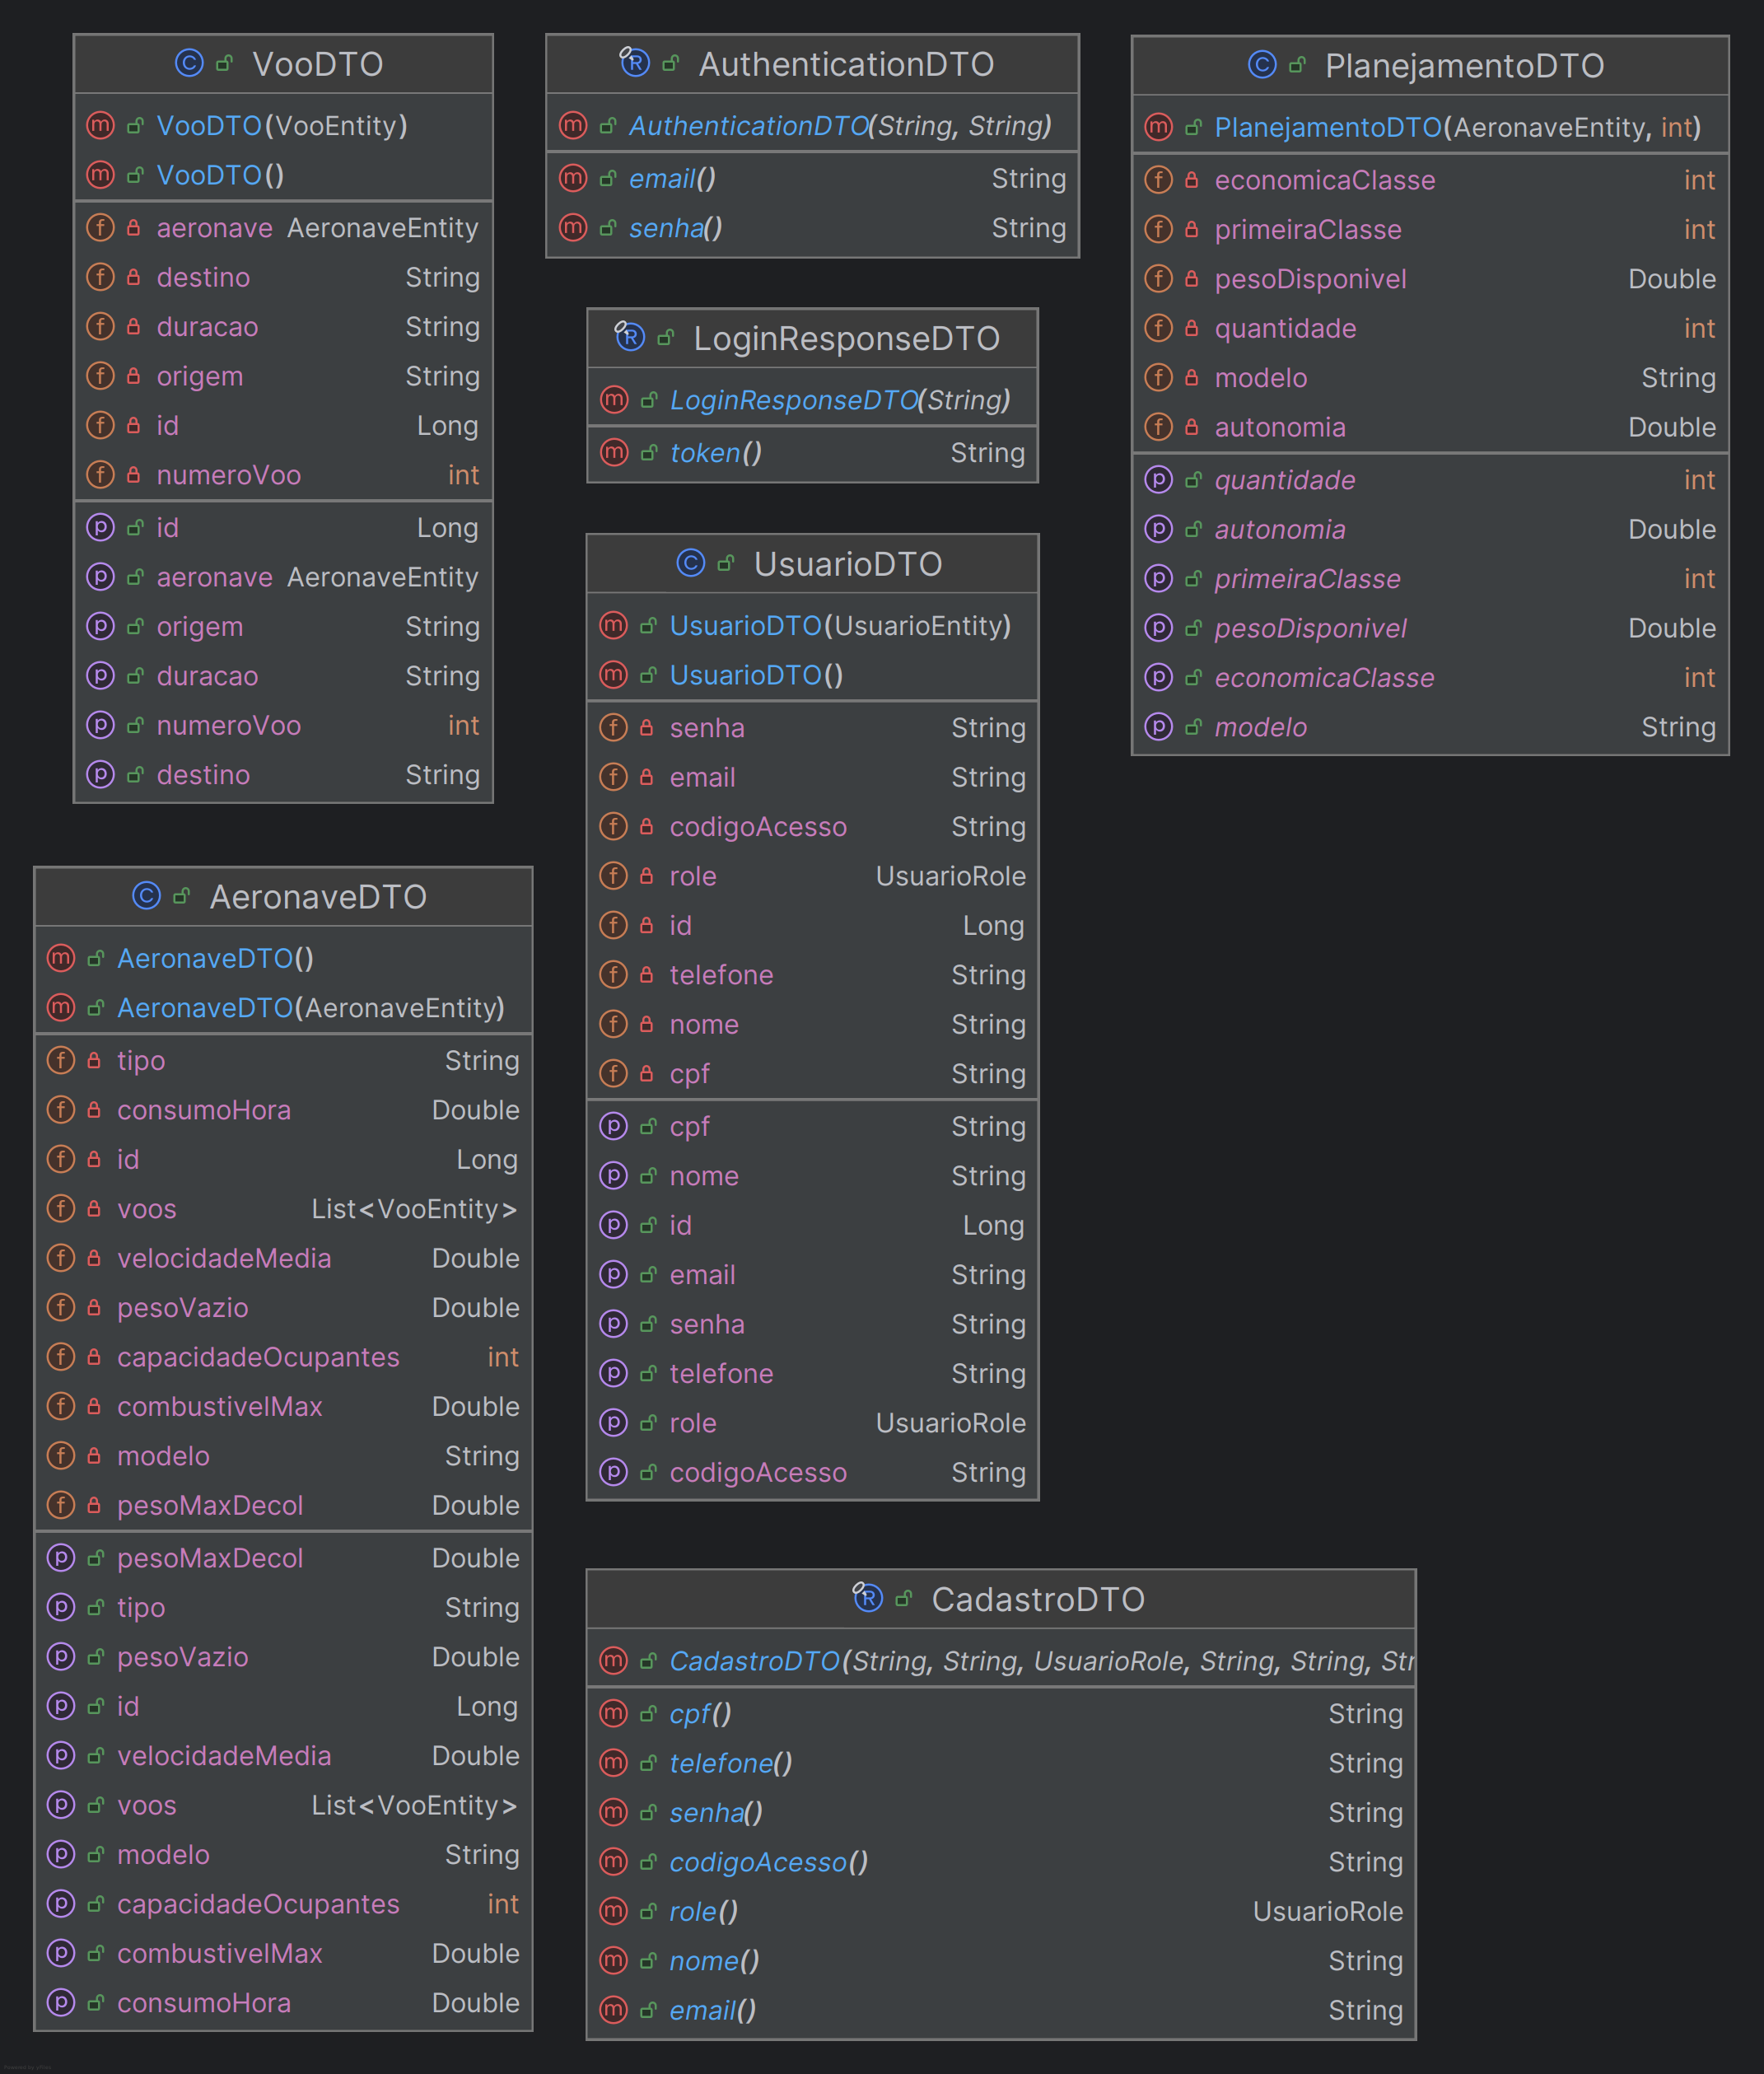 VooDTO
VooDTO(VooEntity)
VooDTO()
aeronave AeronaveEntity
destino String
duracao String
origem String
id Long
numeroVoo int
id Long
aeronave AeronaveEntity
origem String
duracao String
numeroVoo int
destino String
AuthenticationDTO
AuthenticationDTO(String, String)
email() String
senha() String
PlanejamentoDTO
PlanejamentoDTO(AeronaveEntity, int)
economicaClasse int
primeiraClasse int
pesoDisponivel Double
quantidade int
modelo String
autonomia Double
quantidade int
autonomia Double
primeiraClasse int
pesoDisponivel Double
economicaClasse int
modelo String
LoginResponseDTO
LoginResponseDTO(String)
token() String
UsuarioDTO
UsuarioDTO(UsuarioEntity)
UsuarioDTO()
senha String
email String
codigoAcesso String
role UsuarioRole
id Long
telefone String
nome String
cpf String
cpf String
nome String
id Long
email String
senha String
telefone String
role UsuarioRole
codigoAcesso String
AeronaveDTO
AeronaveDTO()
AeronaveDTO(AeronaveEntity)
tipo String
consumoHora Double
id Long
voos List<VooEntity>
velocidadeMedia Double
pesoVazio Double
capacidadeOcupantes int
combustivelMax Double
modelo String
pesoMaxDecol Double
pesoMaxDecol Double
tipo String
pesoVazio Double
id Long
velocidadeMedia Double
voos List<VooEntity>
modelo String
capacidadeOcupantes int
combustivelMax Double
consumoHora Double
CadastroDTO
CadastroDTO(String, String, UsuarioRole, String, String, Str
cpf() String
telefone() String
senha() String
codigoAcesso() String
role() UsuarioRole
nome() String
email() String